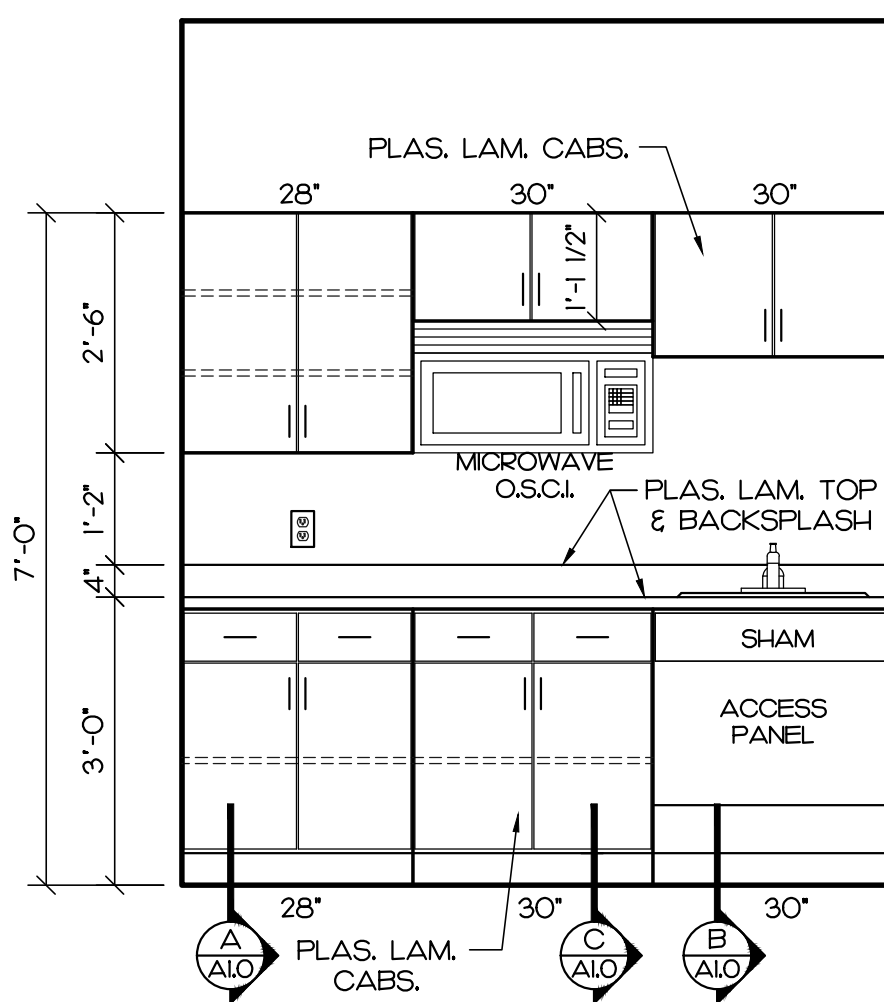 PLAS. LAM. CABS.
28"
30"
30"
1'-1 1/2"
2'-6"
MICROWAVE
O.S.C.I.
1'-2"
PLAS. LAM. TOP
& BACKSPLASH
7'-0"
4"
SHAM
ACCESS
PANEL
3'-0"
28"
30"
30"
A
A1.0
PLAS. LAM.
CABS.
C
A1.0
B
A1.0